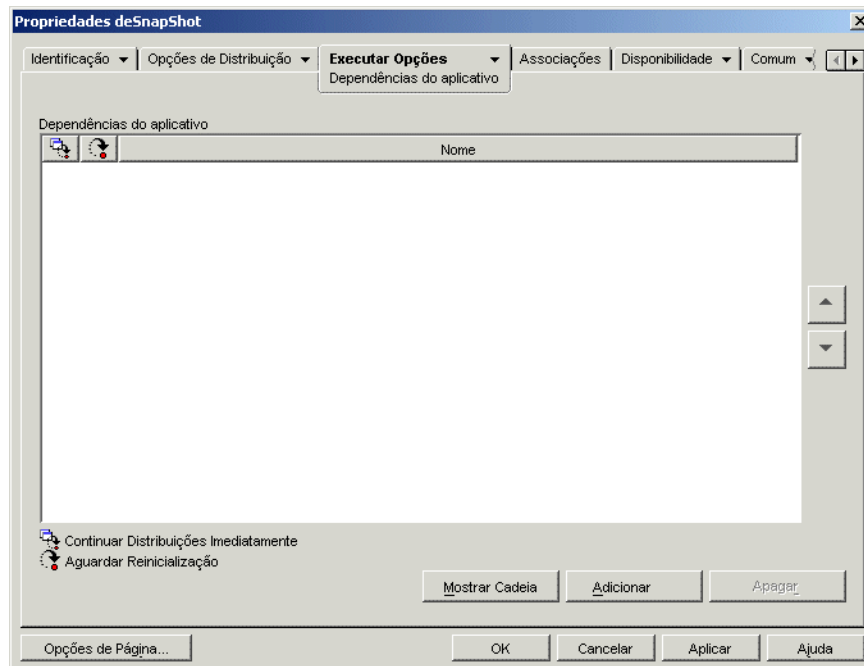 Propriedades deSnapShot
Identificação Opções de Distribuição Executar Opções Associações Disponibilidade Comum
Dependências do aplicativo
Dependências do aplicativo
Nome
Continuar Distribuições Imediatamente
Aguardar Reinicialização
Mostrar Cadeia Adicionar Apagar
Opções de Página... OK Cancelar Aplicar Ajuda